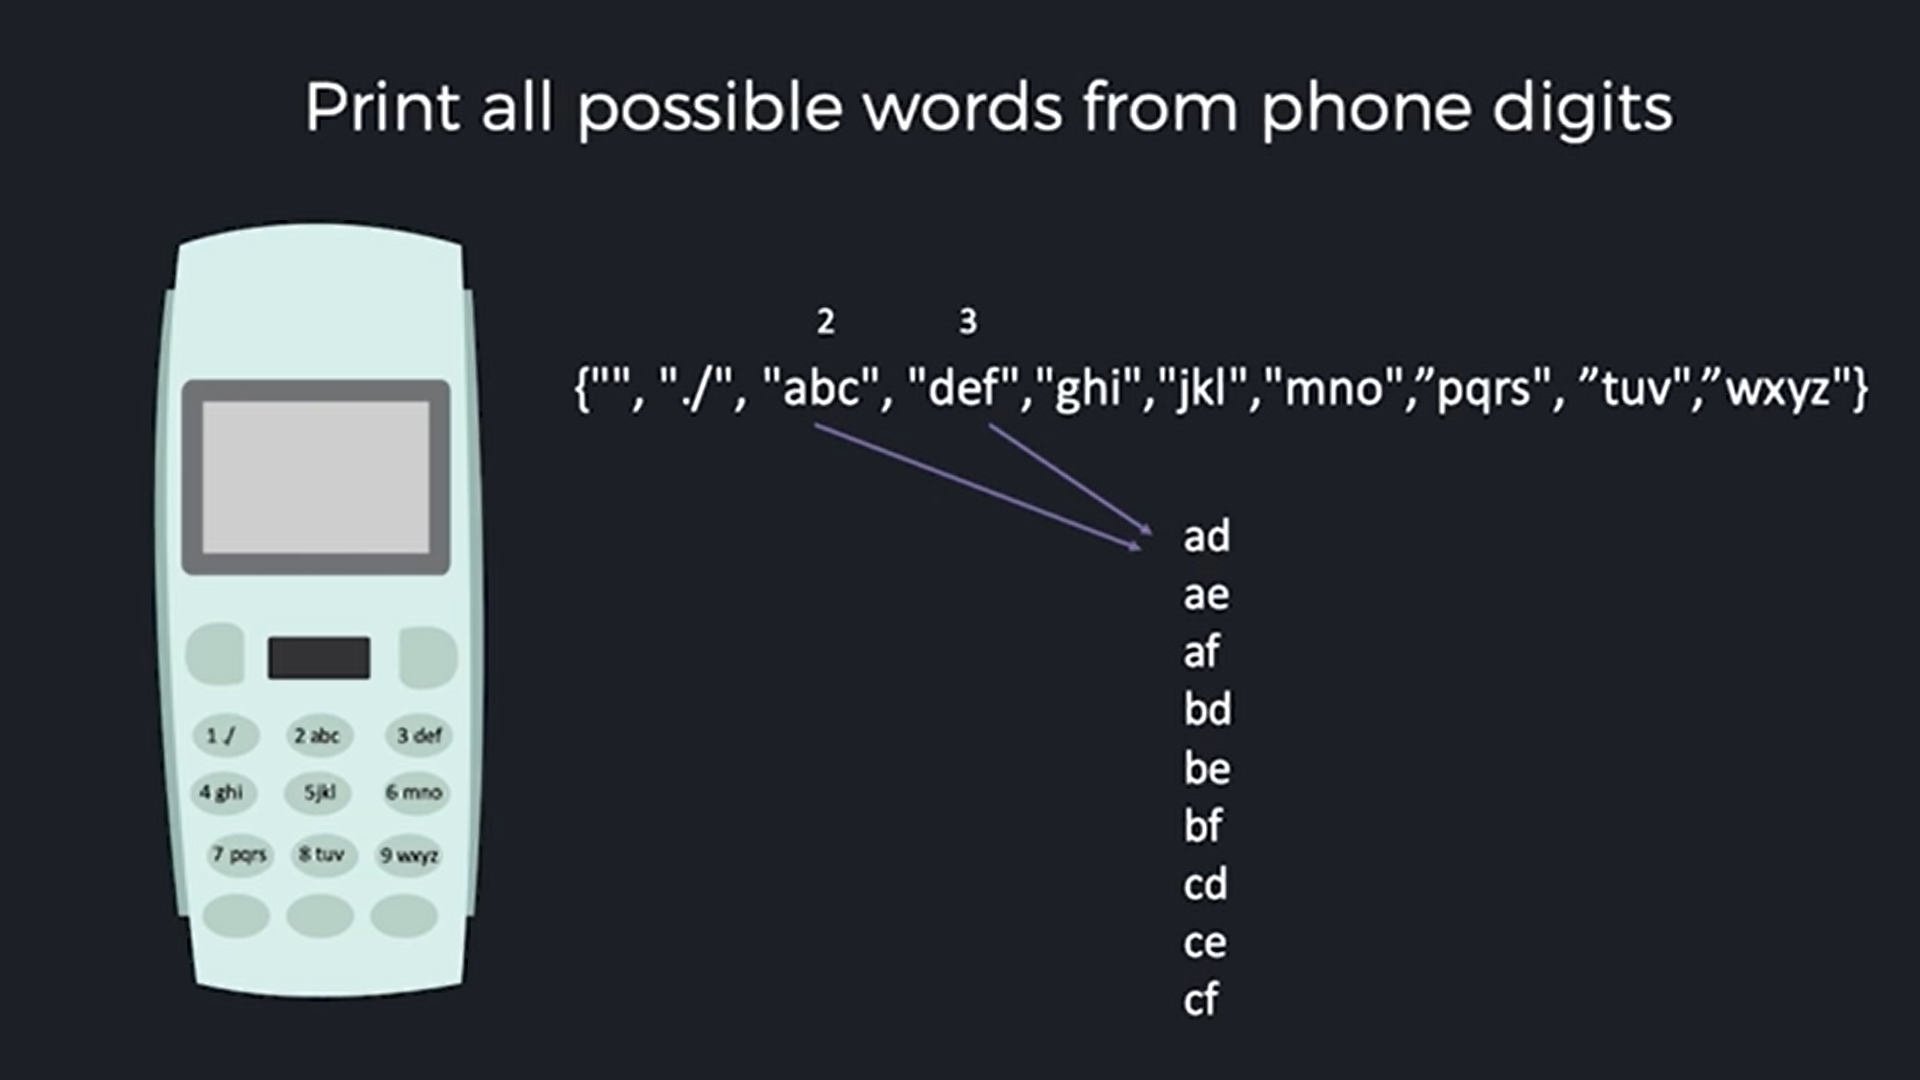 Print all possible words from phone digits
2 3
{"", "./", "abc", "def","ghi","jkl","mno",”pqrs", ”tuv",”wxyz"}
ad
ae
af
bd
be
bf
cd
ce
cf
1 ./ 2 abc 3 def
4 ghi 5jkl 6 mno
7 pqrs 8 tuv 9 wxyz